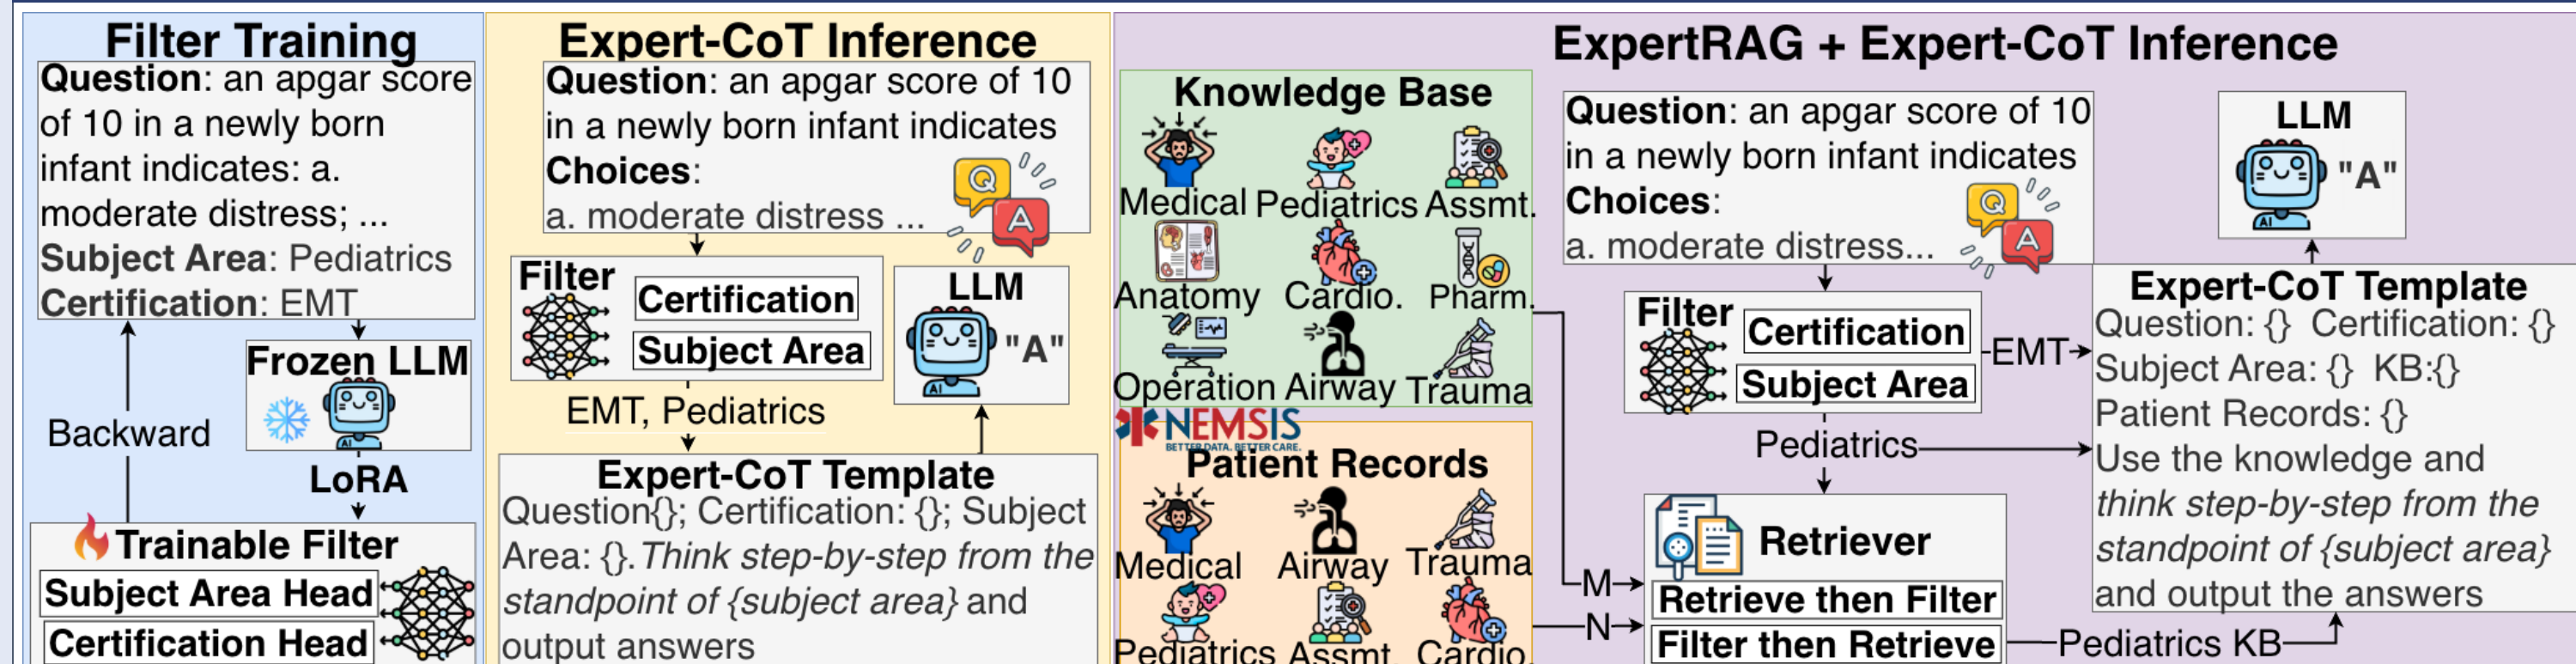 Filter Training
Question: an apgar score
of 10 in a newly born
infant indicates: a.
moderate distress; ...
Subject Area: Pediatrics
Certification: EMT
Frozen LLM
AI
Backward
LoRA
Trainable Filter
Subject Area Head
Certification Head
Expert-CoT Inference
Question: an apgar score of 10
in a newly born infant indicates
Choices:
a. moderate distress ...
Q
A
Filter
Certification
Subject Area
LLM
"A"
AI
EMT, Pediatrics
Expert-CoT Template
Question{}; Certification: {}; Subject
Area: {}. Think step-by-step from the
standpoint of {subject area} and
output answers
ExpertRAG + Expert-CoT Inference
Knowledge Base
Medical Pediatrics Assmt.
Anatomy Cardio. Pharm.
Operation Airway Trauma
NEMSIS
BETTER DATA. BETTER CARE.
Patient Records
Medical Airway Trauma
Pediatrics Assmt. Cardio.
Question: an apgar score of 10
in a newly born infant indicates
Choices:
a. moderate distress...
Q
A
Filter
Certification
Subject Area
EMT
Pediatrics
Retriever
M
Retrieve then Filter
N
Filter then Retrieve
Pediatrics KB
LLM
"A"
AI
Expert-CoT Template
Question: {} Certification: {}
Subject Area: {} KB:{}
Patient Records: {}
Use the knowledge and
think step-by-step from the
standpoint of {subject area}
and output the answers